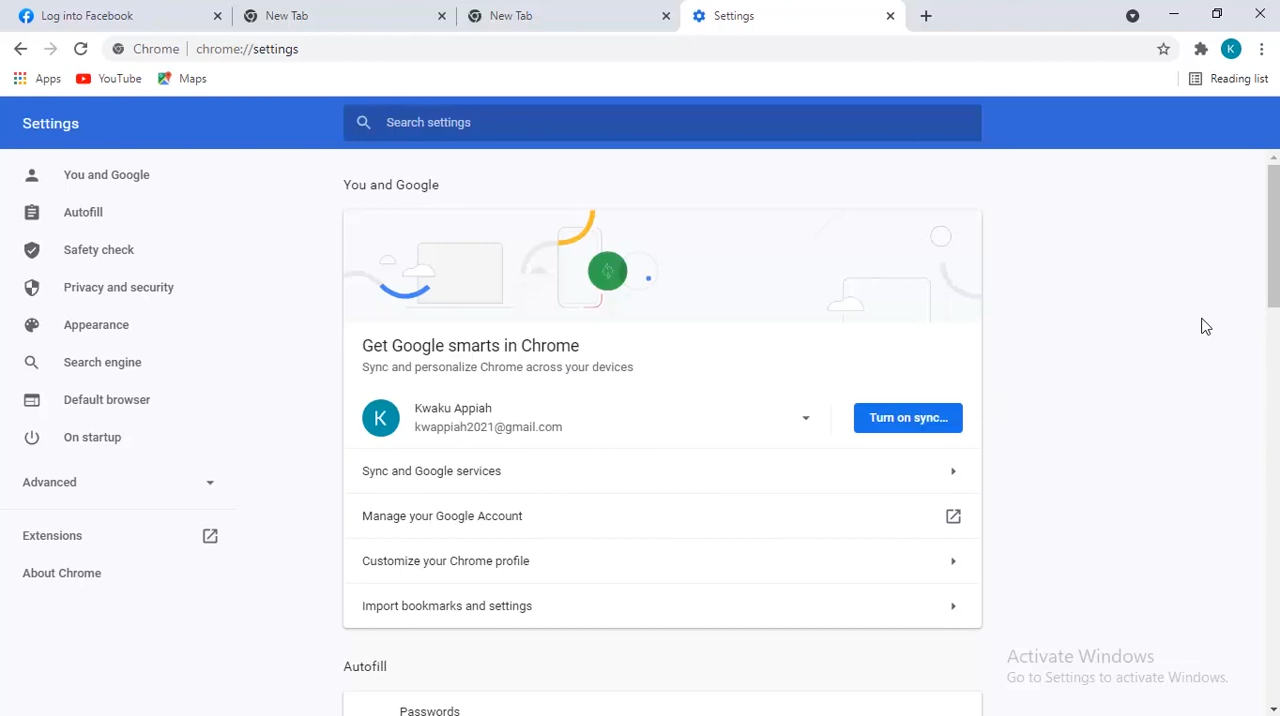 Log into Facebook
New Tab
New Tab
Settings
Chrome
chrome://settings
K
Apps
YouTube
Maps
Reading list
Settings
Search settings
You and Google
Autofill
Safety check
Privacy and security
Appearance
Search engine
Default browser
On startup
Advanced
Extensions
About Chrome
You and Google
Get Google smarts in Chrome
Sync and personalize Chrome across your devices
K
Kwaku Appiah
kwappiah2021@gmail.com
Turn on sync...
Sync and Google services
Manage your Google Account
Customize your Chrome profile
Import bookmarks and settings
Autofill
Passwords
Activate Windows
Go to Settings to activate Windows.